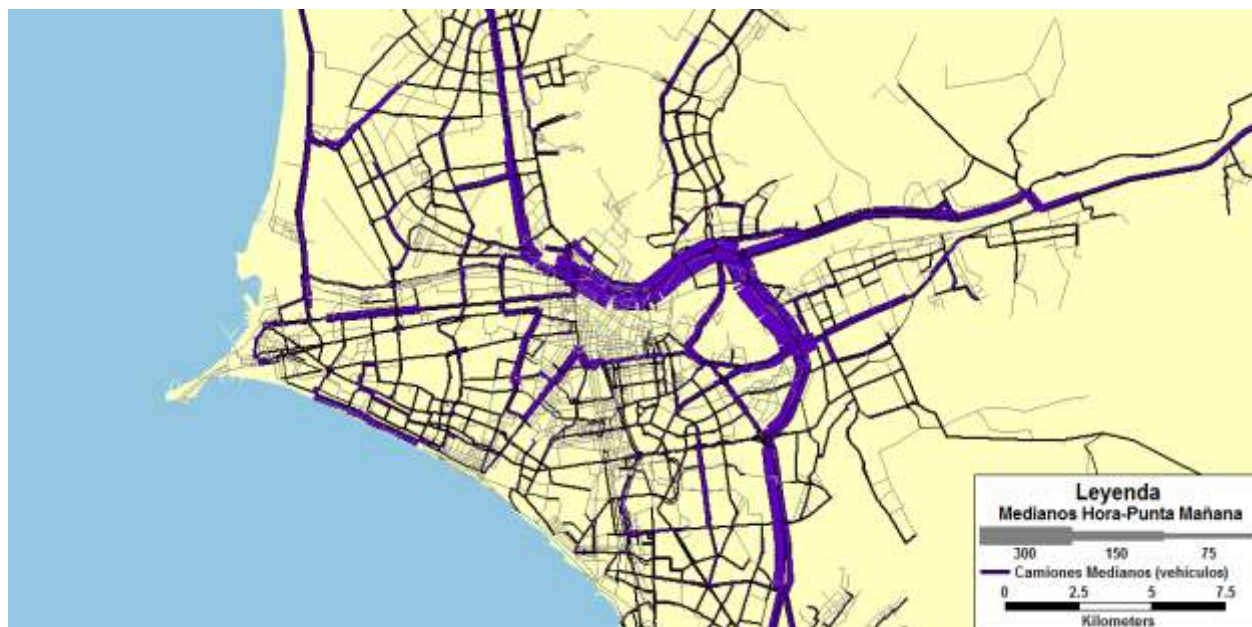 Leyenda
Medianos Hora-Punta Mañana
300 150 75
Camiones Medianos (vehículos)
0 2.5 5 7.5
Kilometers